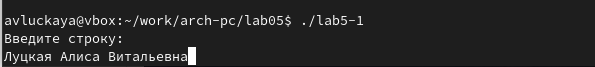 avluckaya@vbox:~/work/arch-pc/lab05$ ./lab5-1
Введите строку:
Луцкая Алиса Витальевна